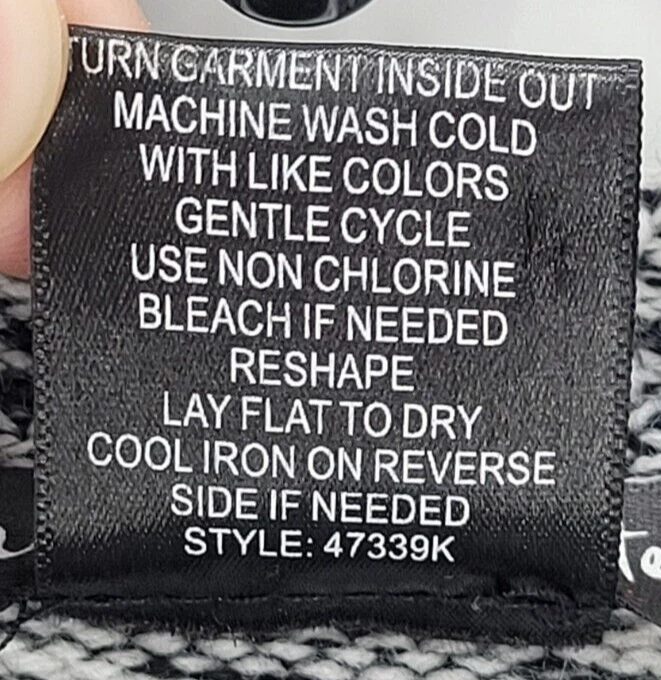 TURN GARMENT INSIDE OUT
MACHINE WASH COLD
WITH LIKE COLORS
GENTLE CYCLE
USE NON CHLORINE
BLEACH IF NEEDED
RESHAPE
LAY FLAT TO DRY
COOL IRON ON REVERSE
SIDE IF NEEDED
STYLE: 47339K